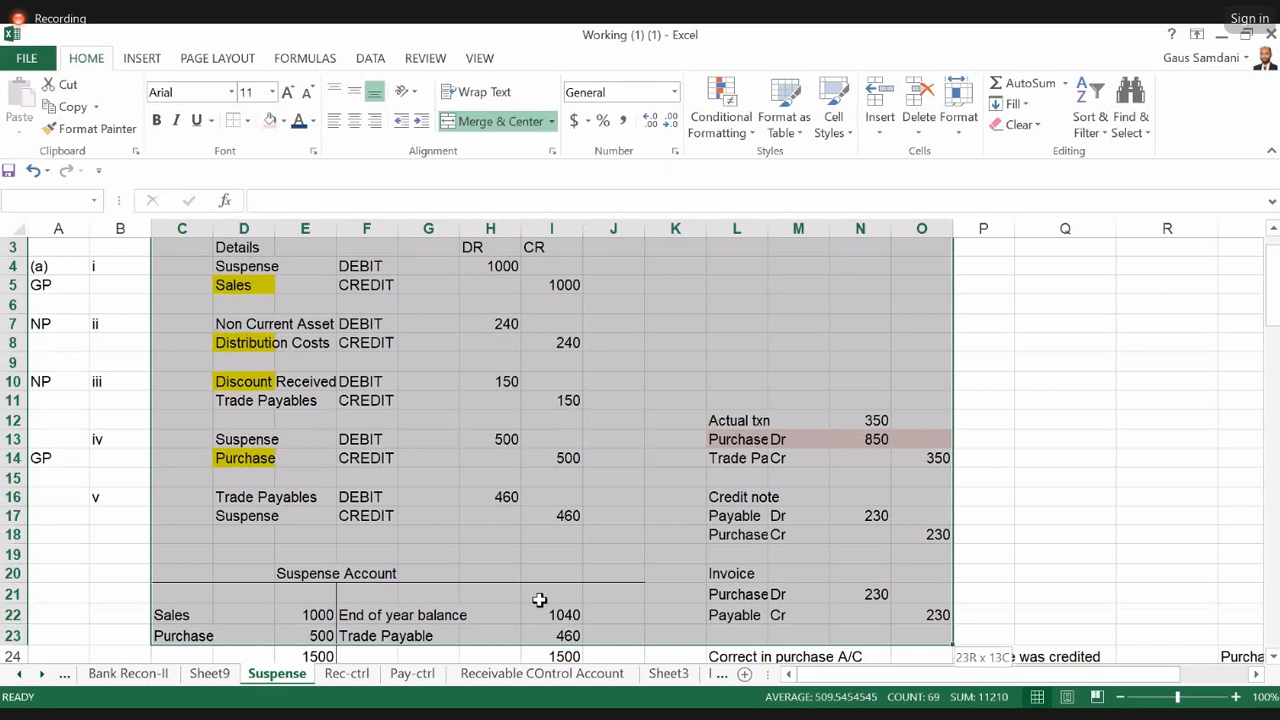 Recording
Sign in
Working (1) (1) - Excel
FILE HOME INSERT PAGE LAYOUT FORMULAS DATA REVIEW VIEW Gaus Samdani
Cut
Copy
Format Painter
Paste
Clipboard
Arial 11
B I U A
Font
Wrap Text
Merge & Center
Alignment
General
$ % ,
Number
Conditional Formatting
Format as Table
Cell Styles
Styles
Insert Delete Format
Cells
AutoSum
Fill
Clear
Sort & Filter
Find & Select
Editing
fx
A B C D E F G H I J K L M N O P Q R
3 Details DR CR
4 (a) i Suspense DEBIT 1000
5 GP Sales CREDIT 1000
6
7 NP ii Non Current Asset DEBIT 240
8 Distribution Costs CREDIT 240
9
10 NP iii Discount Received DEBIT 150
11 Trade Payables CREDIT 150
12 Actual txn 350
13 iv Suspense DEBIT 500 Purchase Dr 850
14 GP Purchase CREDIT 500 Trade Pa Cr 350
15
16 v Trade Payables DEBIT 460 Credit note
17 Suspense CREDIT 460 Payable Dr 230
18 Purchase Cr 230
19
20 Suspense Account Invoice
21 Purchase Dr 230
22 Sales 1000 End of year balance 1040 Payable Cr 230
23 Purchase 500 Trade Payable 460
24 1500 1500 Correct in purchase A/C 23R x 13C e was credited Purcha
... Bank Recon-II Sheet9 Suspense Rec-ctrl Pay-ctrl Receivable COntrol Account Sheet3 I ...
READY AVERAGE: 509.5454545 COUNT: 69 SUM: 11210 100%